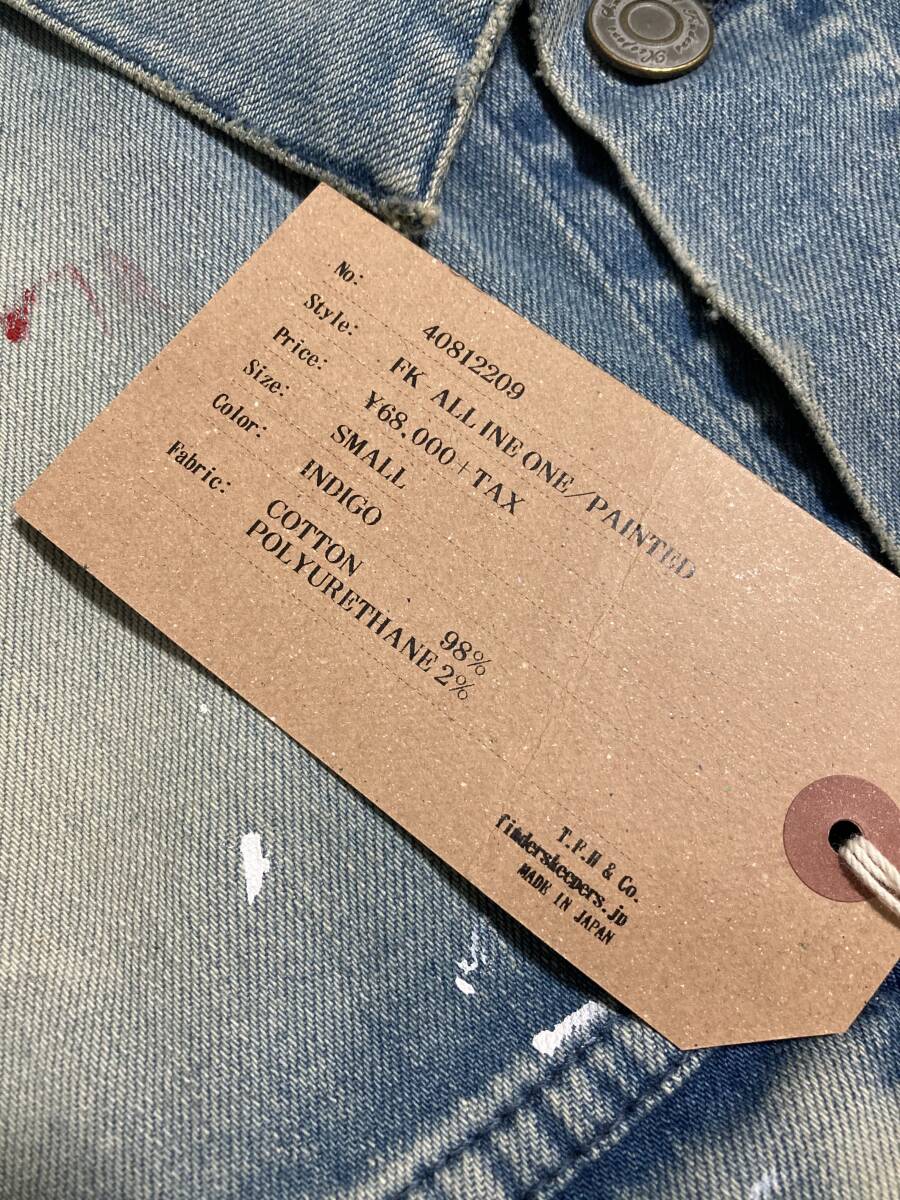 No: 40812209
Style: FK ALL INE ONE/PAINTED
Price: ¥68,000+TAX
Size: SMALL
Color: INDIGO
Fabric: COTTON 98%
POLYURETHANE 2%
T.F.H & Co.
finderskeepers.jp
MADE IN JAPAN